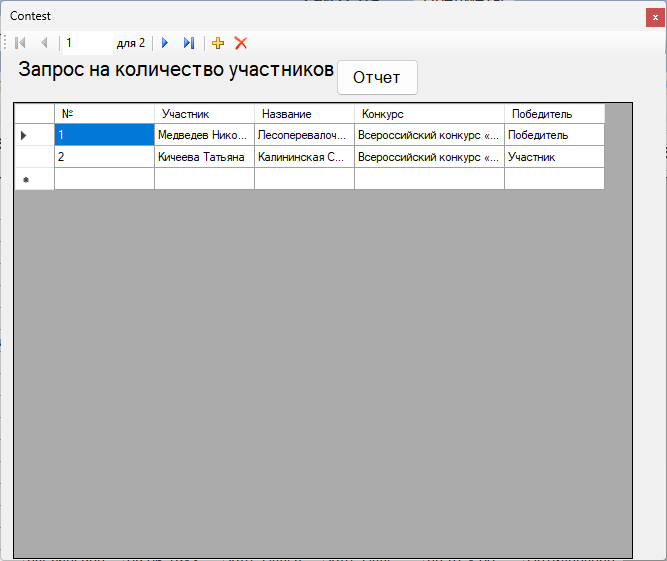 Contest
1 для 2
Запрос на количество участников Отчет
№ Участник Название Конкурс Победитель
1 Медведев Нико... Лесоперевалоч... Всероссийский конкурс «... Победитель
2 Кичеева Татьяна Калининская С... Всероссийский конкурс «... Участник